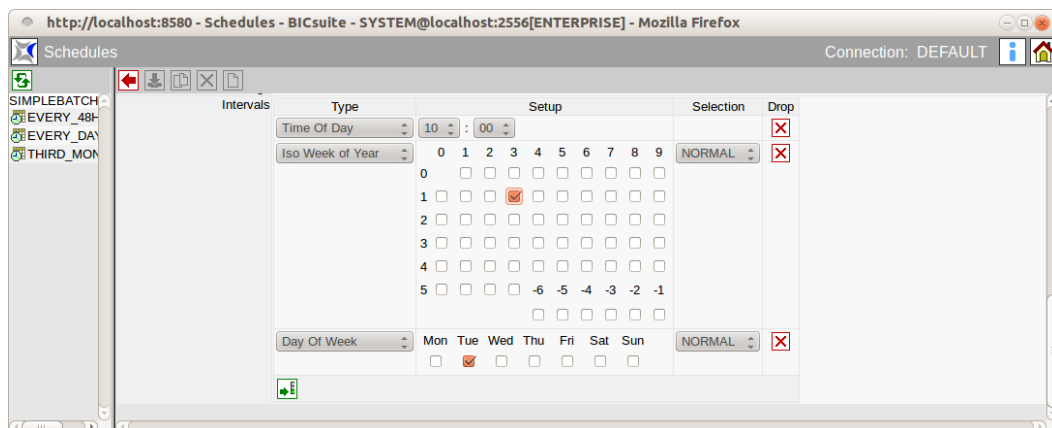 http://localhost:8580 - Schedules - BICsuite - SYSTEM@localhost:2556[ENTERPRISE] - Mozilla Firefox
Schedules Connection: DEFAULT
SIMPLEBATCH
EVERY_48H
EVERY_DAY
THIRD_MON
Intervals Type Setup Selection Drop
Time Of Day 10 : 00
Iso Week of Year 0 1 2 3 4 5 6 7 8 9 NORMAL
0
1
2
3
4
5 -6 -5 -4 -3 -2 -1
Day Of Week Mon Tue Wed Thu Fri Sat Sun NORMAL